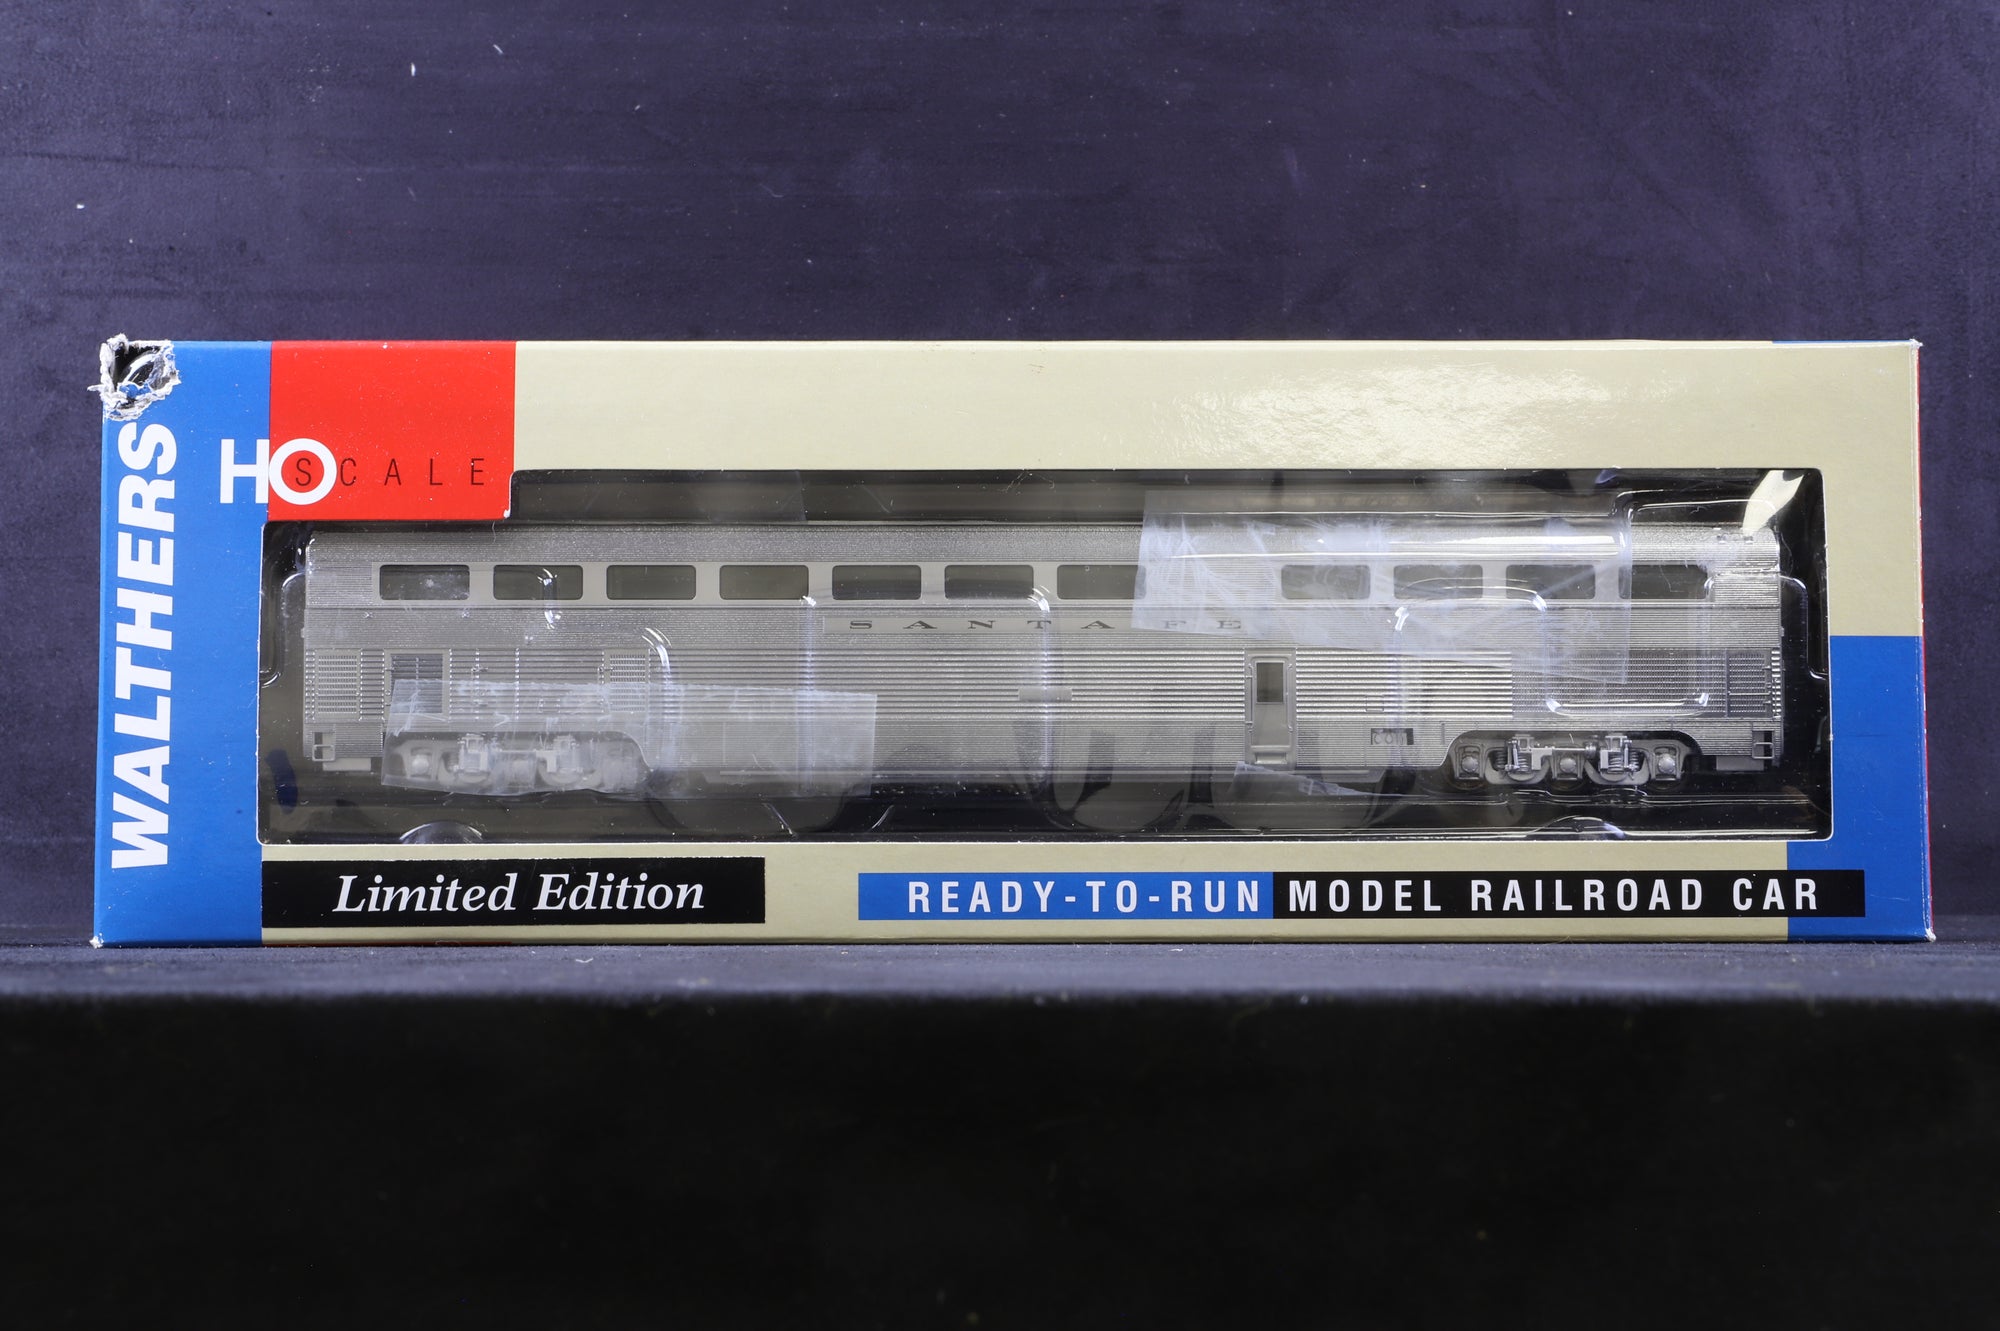 WALTHERS
HO SCALE
SANTA FE
Limited Edition
READY-TO-RUN MODEL RAILROAD CAR